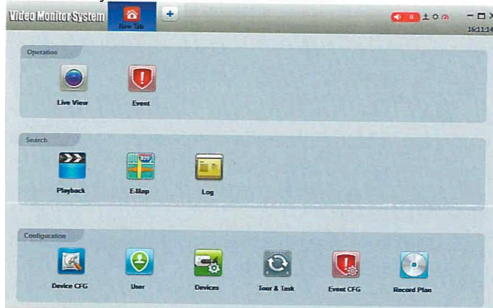 Video Monitor System
New Tab
+
0
16:11:14
Operation
Live View
Event
Search
Playback
E-Map
Log
Configuration
Device CFG
User
Devices
Tour & Task
Event CFG
Record Plan